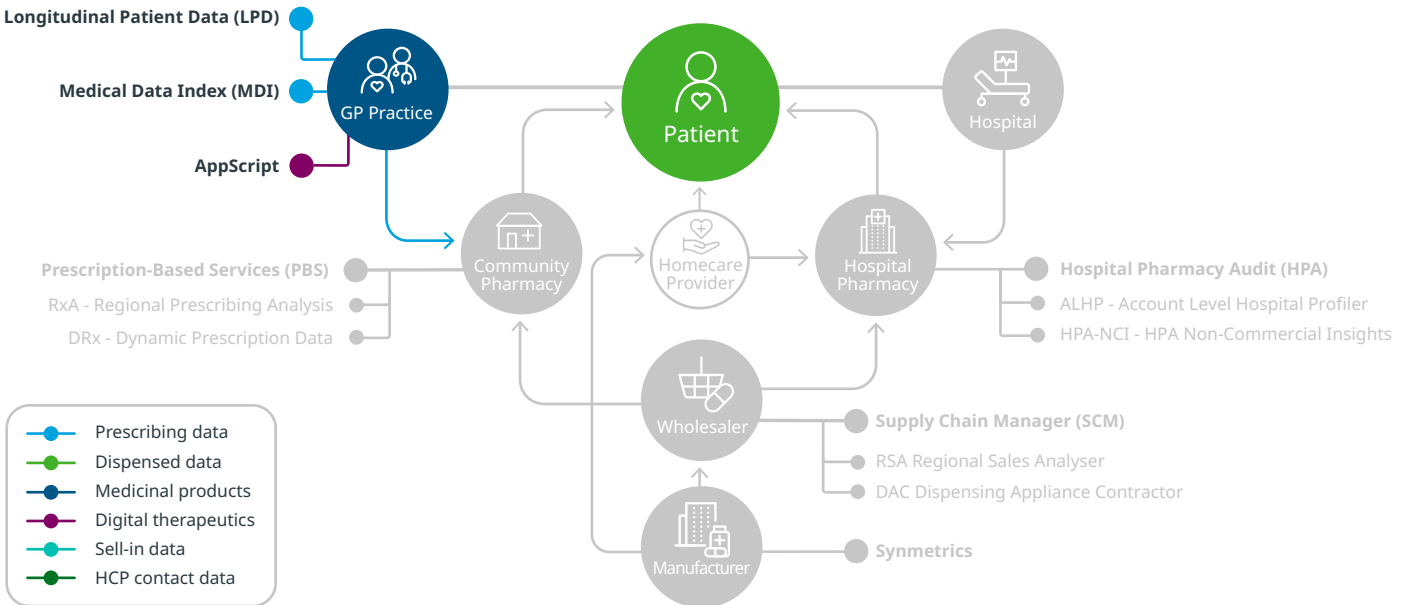 Longitudinal Patient Data (LPD)
Medical Data Index (MDI)
AppScript
GP Practice
Patient
Hospital
Prescription-Based Services (PBS)
RxA - Regional Prescribing Analysis
DRx - Dynamic Prescription Data
Community
Pharmacy
Homecare
Provider
Hospital
Pharmacy
Hospital Pharmacy Audit (HPA)
ALHP - Account Level Hospital Profiler
HPA-NCI - HPA Non-Commercial Insights
Wholesaler
Supply Chain Manager (SCM)
RSA Regional Sales Analyser
DAC Dispensing Appliance Contractor
Manufacturer
Synmetrics
Prescribing data
Dispensed data
Medicinal products
Digital therapeutics
Sell-in data
HCP contact data